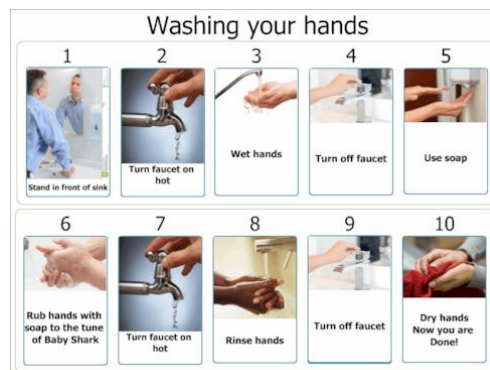 Washing your hands
1
2
3
4
5
Stand in front of sink
Turn faucet on
hot
Wet hands
Turn off faucet
Use soap
6
7
8
9
10
Rub hands with
soap to the tune
of Baby Shark
Turn faucet on
hot
Rinse hands
Turn off faucet
Dry hands
Now you are
Done!